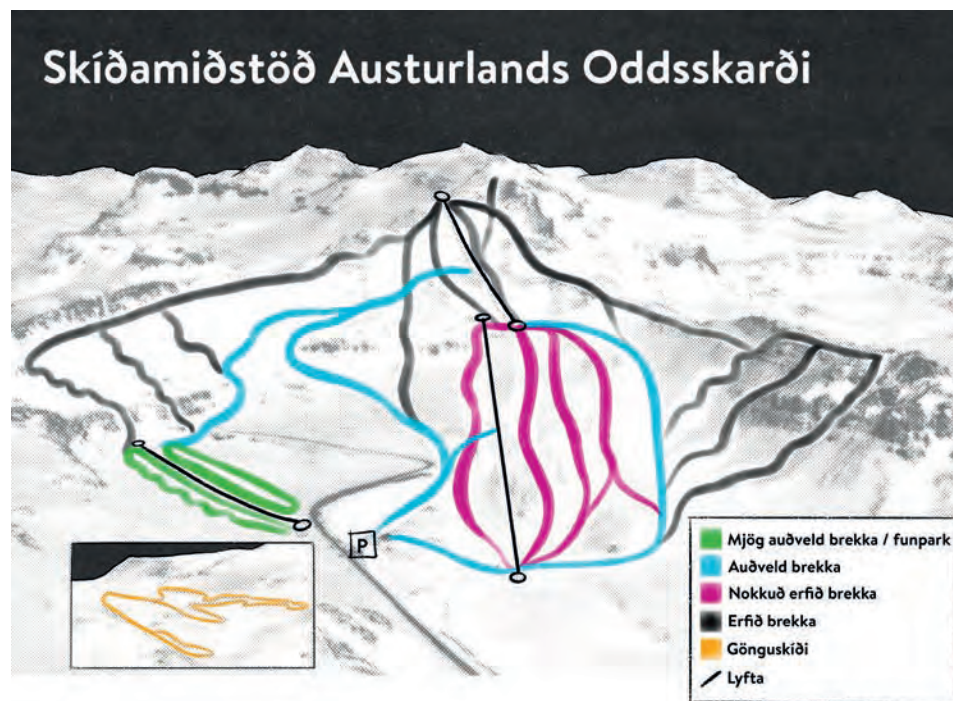 Skíðamiðstöð Austurlands Oddsskarði
P
Mjög auðveld brekka / funpark
Auðveld brekka
Nokkuð erfið brekka
Erfið brekka
Gönguskíði
Lyfta